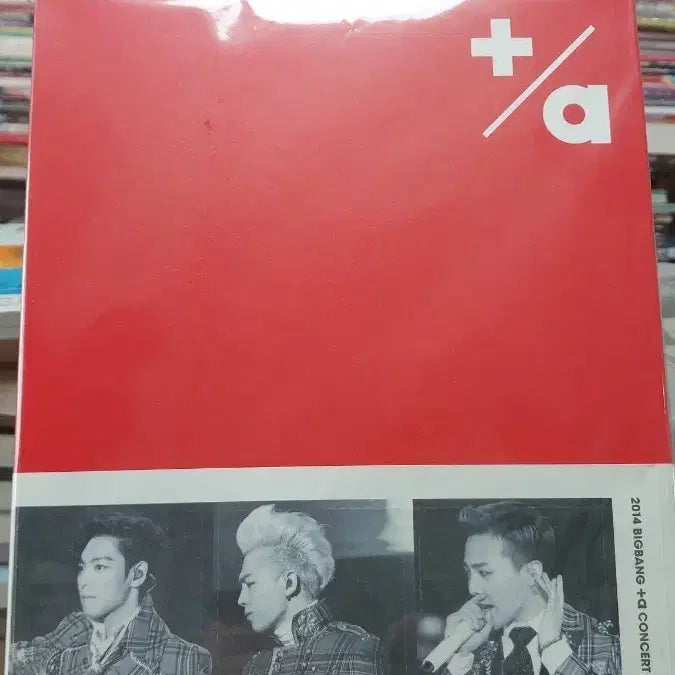 +/a
2014 BIGBANG +a CONCERT